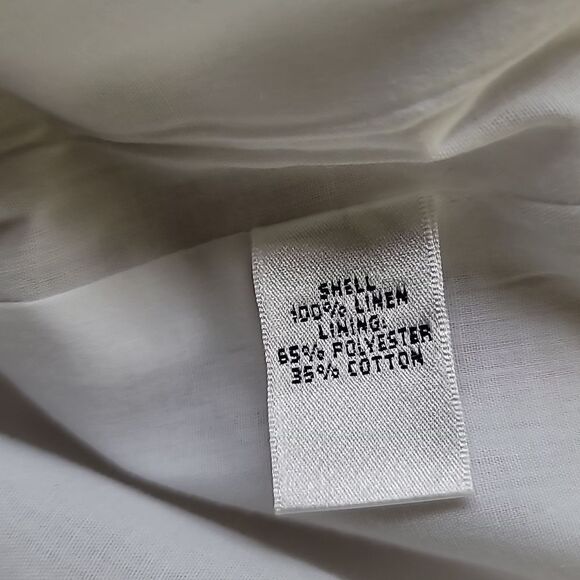 SHELL
100% LINEN
LINING:
65% POLYESTER
35% COTTON